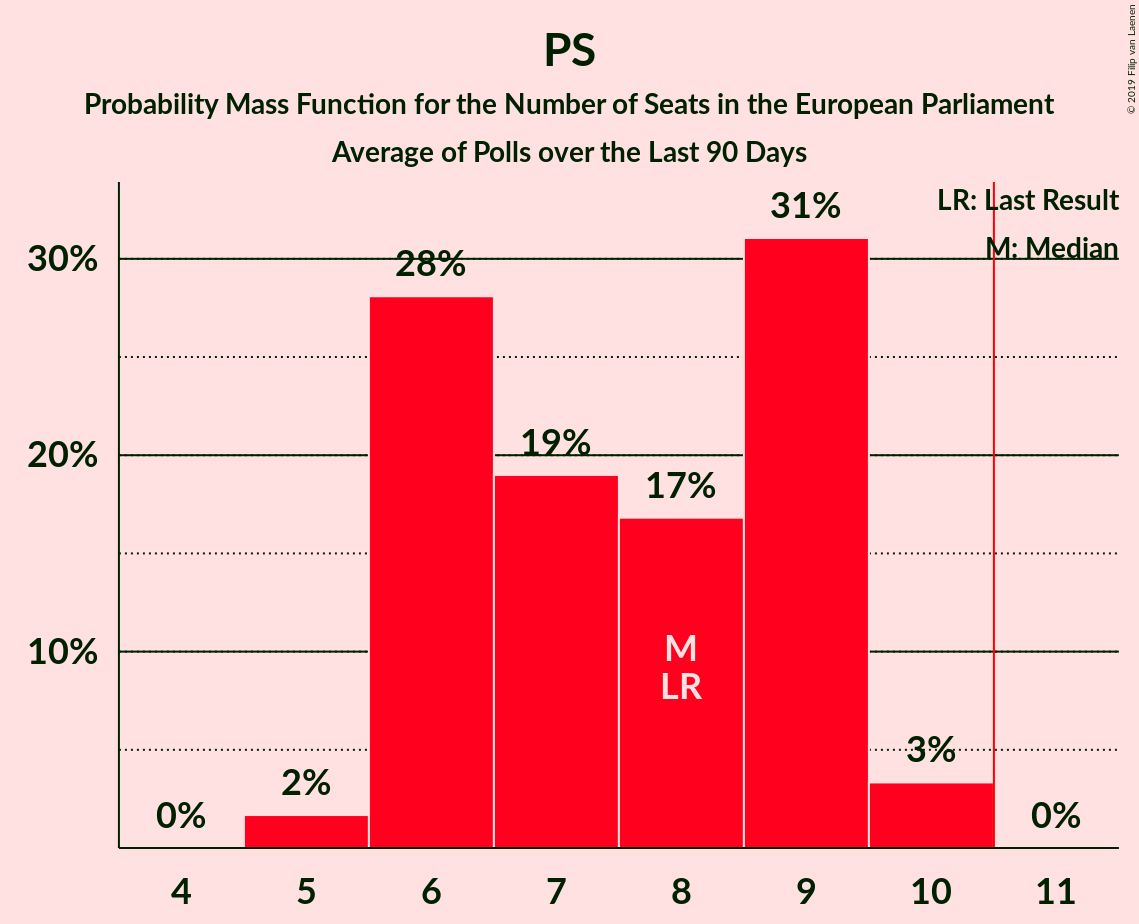 PS
Probability Mass Function for the Number of Seats in the European Parliament
Average of Polls over the Last 90 Days
© 2019 Filip van Laenen
LR: Last Result
M: Median
30%
20%
10%
0%
2%
28%
19%
17%
31%
3%
0%
M
LR
4 5 6 7 8 9 10 11